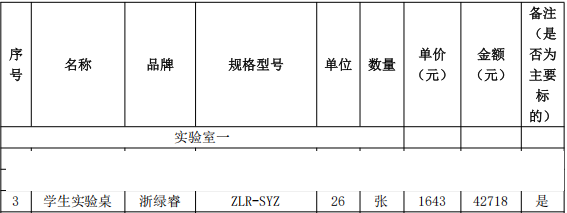 序号 名称 品牌 规格型号 单位 数量 单价（元） 金额（元） 备注（是否为主要标的）
实验室一
3 学生实验桌 浙绿睿 ZLR-SYZ 26 张 1643 42718 是